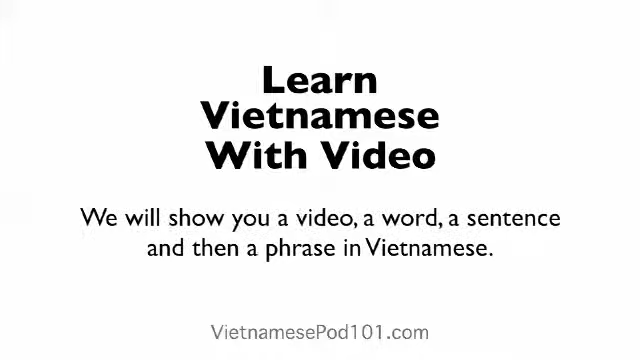 Learn
Vietnamese
With Video
We will show you a video, a word, a sentence
and then a phrase in Vietnamese.
VietnamesePod101.com